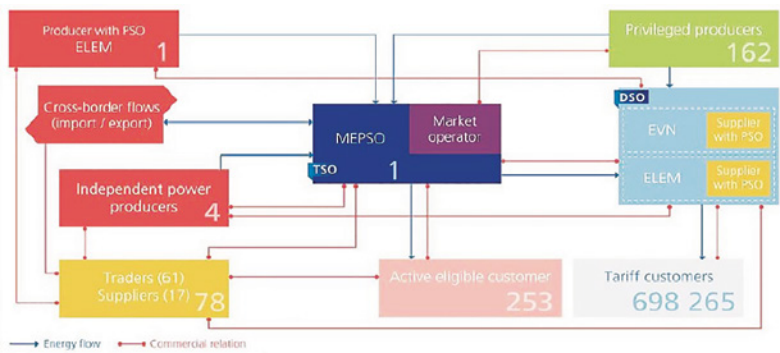 Producer with PSO
ELEM
1
Privileged producers
162
Cross-border flows
(import / export)
MEPSO
Market
operator
TSO
1
DSO
EVN
Supplier
with PSO
ELEM
Supplier
with PSO
Independent power
producers
4
Traders (61)
Suppliers (17)
78
Active eligible customer
253
Tariff customers
698 265
Energy flow
Commercial relation